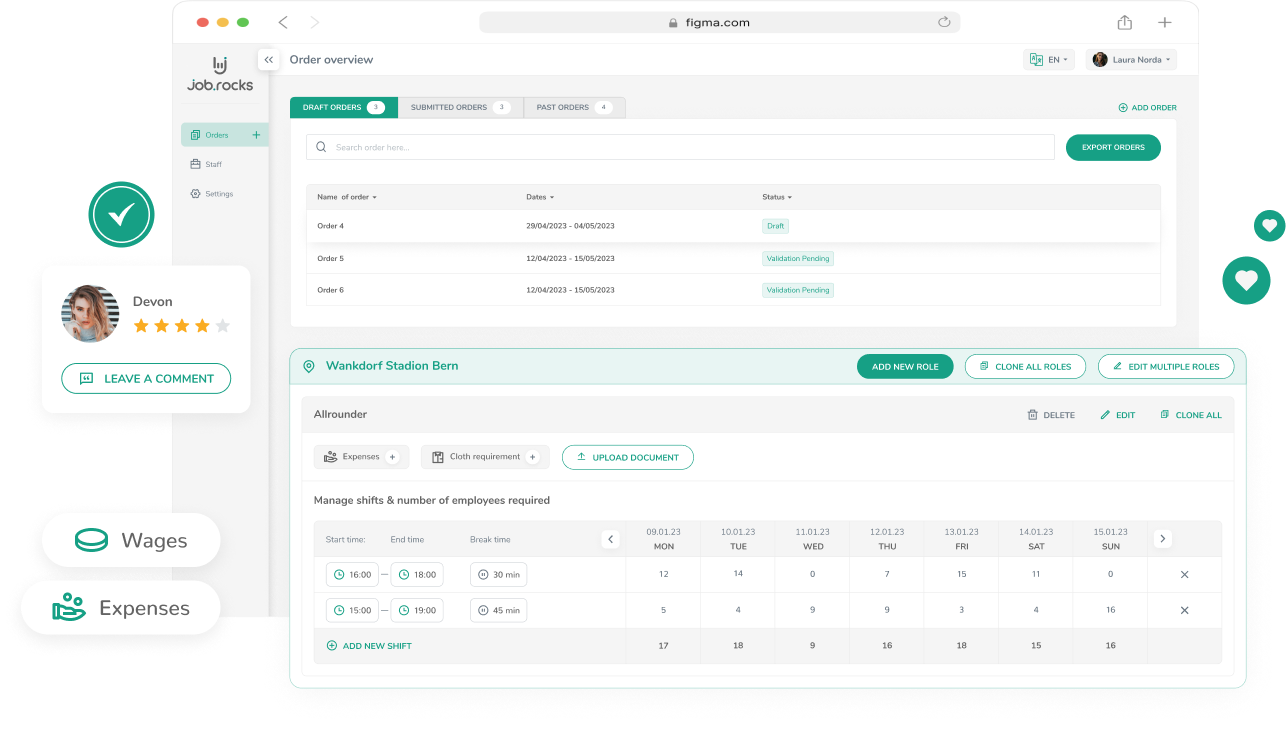 figma.com
job.rocks
Order overview
EN
Laura Norda
DRAFT ORDERS 3
SUBMITTED ORDERS 3
PAST ORDERS 4
ADD ORDER
Orders
Staff
Settings
Search order here...
EXPORT ORDERS
Name of order Dates Status
Order 4 29/04/2023 - 04/05/2023 Draft
Order 5 12/04/2023 - 15/05/2023 Validation Pending
Order 6 12/04/2023 - 15/05/2023 Validation Pending
Devon
LEAVE A COMMENT
Wankdorf Stadion Bern
ADD NEW ROLE
CLONE ALL ROLES
EDIT MULTIPLE ROLES
Allrounder
DELETE
EDIT
CLONE ALL
Expenses +
Cloth requirement +
UPLOAD DOCUMENT
Manage shifts & number of employees required
Start time: End time Break time
09.01.23 10.01.23 11.01.23 12.01.23 13.01.23 14.01.23 15.01.23
MON TUE WED THU FRI SAT SUN
16:00 — 18:00 30 min 12 14 0 7 15 11 0
15:00 — 19:00 45 min 5 4 9 9 3 4 16
ADD NEW SHIFT 17 18 9 16 18 15 16
Wages
Expenses